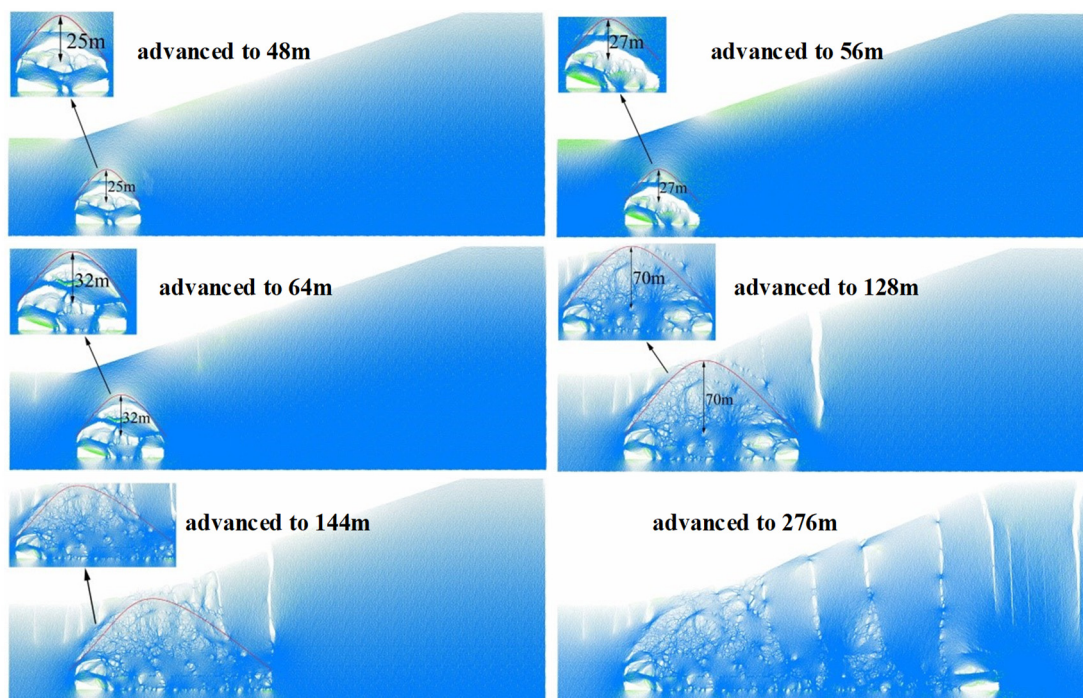 25m
advanced to 48m
25m
27m
advanced to 56m
27m
32m
advanced to 64m
32m
70m
advanced to 128m
70m
advanced to 144m
advanced to 276m